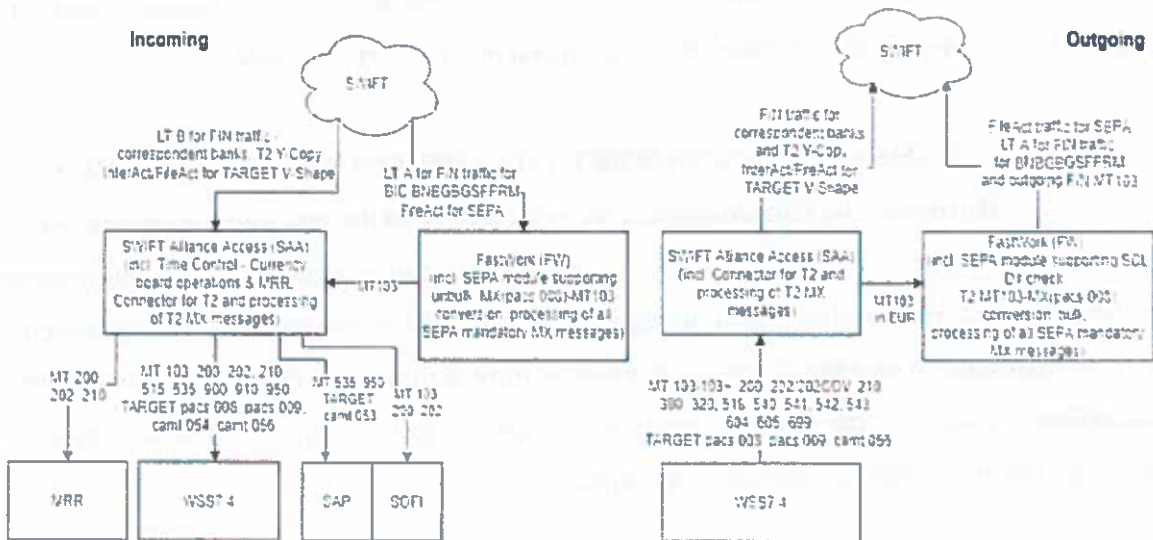 Incoming
SWIFT
SWIFT
Outgoing
LT B for FIN traffic
correspondent banks, T2 Y-Copy
InterAct/FileAct for TARGET V-Shape
LT A for FIN traffic for
BIC BNBGBGSFFRM
FileAct for SEPA
FIN traffic for
correspondent banks
and T2 Y-Copy,
InterAct/FileAct for
TARGET V-Shape
FileAct traffic for SEPA
LT A for FIN traffic
for BNBGBGSFFRM
and outgoing FIN MT103
SWIFT Alliance Access (SAA)
(incl. Time Control - Currency
board operations & MRR,
Connector for T2 and processing
of T2 MX messages)
MT103
FastWork (FW)
(incl. SEPA module supporting
unbulk, MX(pacs 008)-MT103
conversion, processing of all
SEPA mandatory MX messages)
SWIFT Alliance Access (SAA)
(incl. Connector for T2 and
processing of T2 MX
messages)
MT103
in EUR
FastWork (FW)
(incl. SEPA module supporting SCL
check
T2 MT103-MX(pacs 008)
conversion, bulk,
processing of all SEPA mandatory
MX messages)
MT 200
202, 210
MT 103, 200, 202, 210
515, 535, 900, 910, 950
TARGET pacs 008, pacs 009,
camt 054, camt 056
MT 535, 950
TARGET
camt 053
MT 103
200, 202
MT 103, 103+, 200, 202, 202COV, 210
300, 320, 516, 540, 541, 542, 543
604, 605, 699
TARGET pacs 008, pacs 009, camt 056
MRR
WSS7.4
SAP
SOFI
WSS7.4